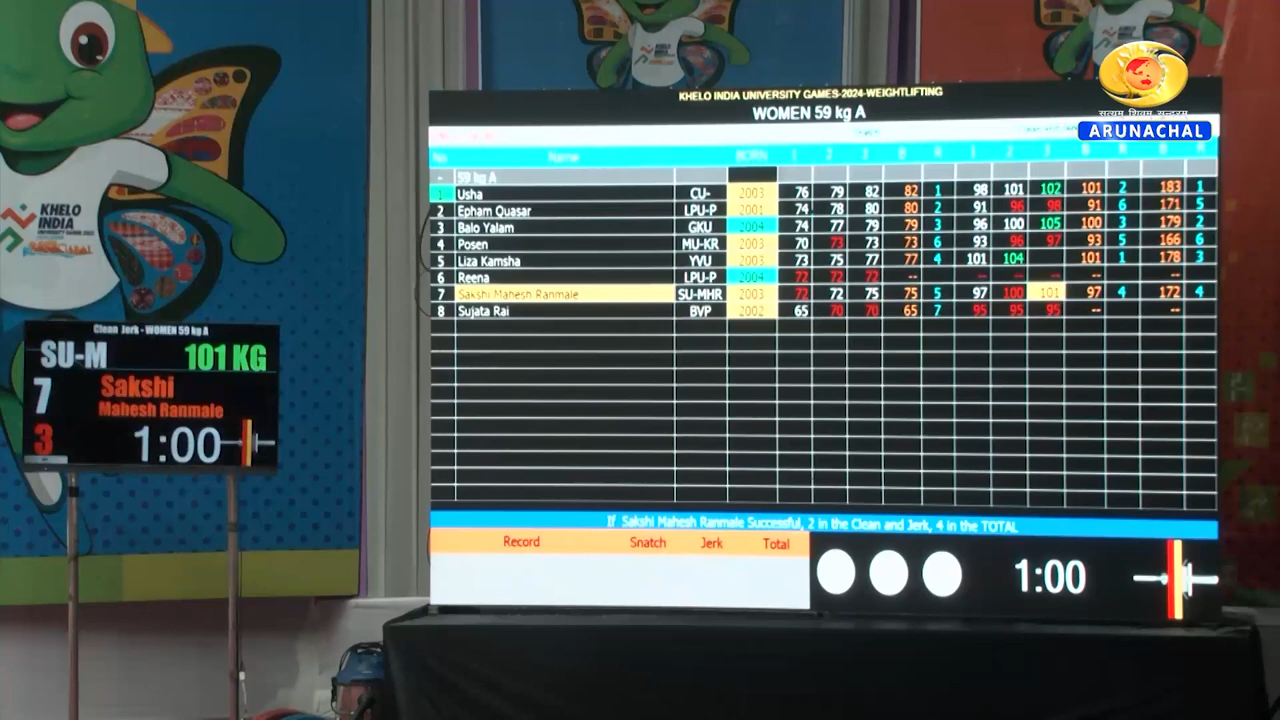 KHELO INDIA UNIVERSITY GAMES-2024-WEIGHTLIFTING
WOMEN 59 kg A
सत्यम शिवम सुन्दरम
ARUNACHAL
No Name BORN 1 2 3 B R 1 2 3 B R B R
- 59 kg A
1 Usha CU- 2003 76 79 82 82 1 98 101 102 101 2 183 1
2 Epham Quasar LPU-P 2001 74 78 80 80 2 91 96 98 91 6 171 5
3 Balo Yalam GKU 2004 74 77 79 79 3 96 100 105 100 3 179 2
4 Posen MU-KR 2003 70 73 73 73 6 93 96 97 93 5 166 6
5 Liza Kamsha YVU 2003 73 75 77 77 4 101 104 101 1 178 3
6 Reena LPU-P 2004 72 72 72 -- -- -- -- -- --
7 Sakshi Mahesh Ranmale SU-MHR 2003 72 72 75 75 5 97 100 101 97 4 172 4
8 Sujata Rai BVP 2002 65 70 70 65 7 95 95 95 -- --
If Sakshi Mahesh Ranmale Successful, 2 in the Clean and Jerk, 4 in the TOTAL
Record Snatch Jerk Total
1:00
KHELO
INDIA
Clean Jerk - WOMEN 59 kg A
SU-M 101 KG
7 Sakshi
Mahesh Ranmale
3 1:00